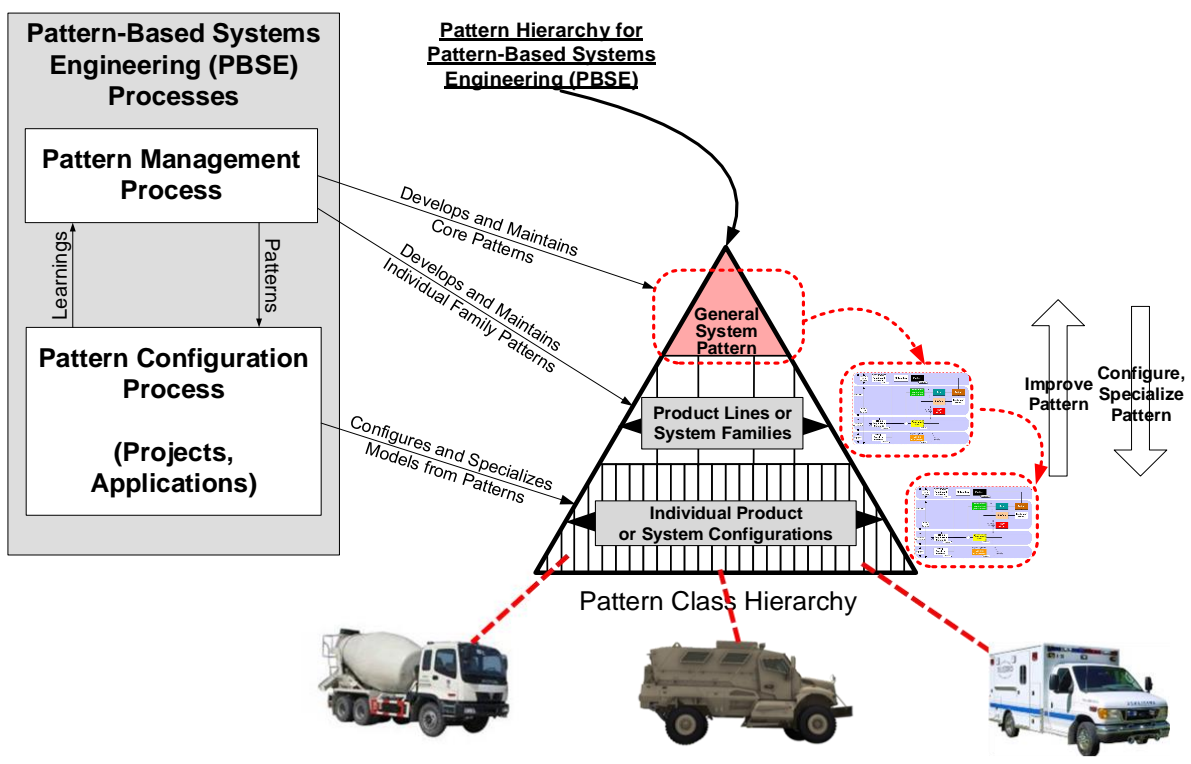 Pattern-Based Systems
Engineering (PBSE)
Processes
Pattern Management
Process
Learnings
Patterns
Pattern Configuration
Process
(Projects,
Applications)
Pattern Hierarchy for
Pattern-Based Systems
Engineering (PBSE)
Develops and Maintains
Core Patterns
Develops and Maintains
Individual Family Patterns
Configures and Specializes
Models from Patterns
General
System
Pattern
Product Lines or
System Families
Individual Product
or System Configurations
Pattern Class Hierarchy
Improve
Pattern
Configure,
Specialize
Pattern